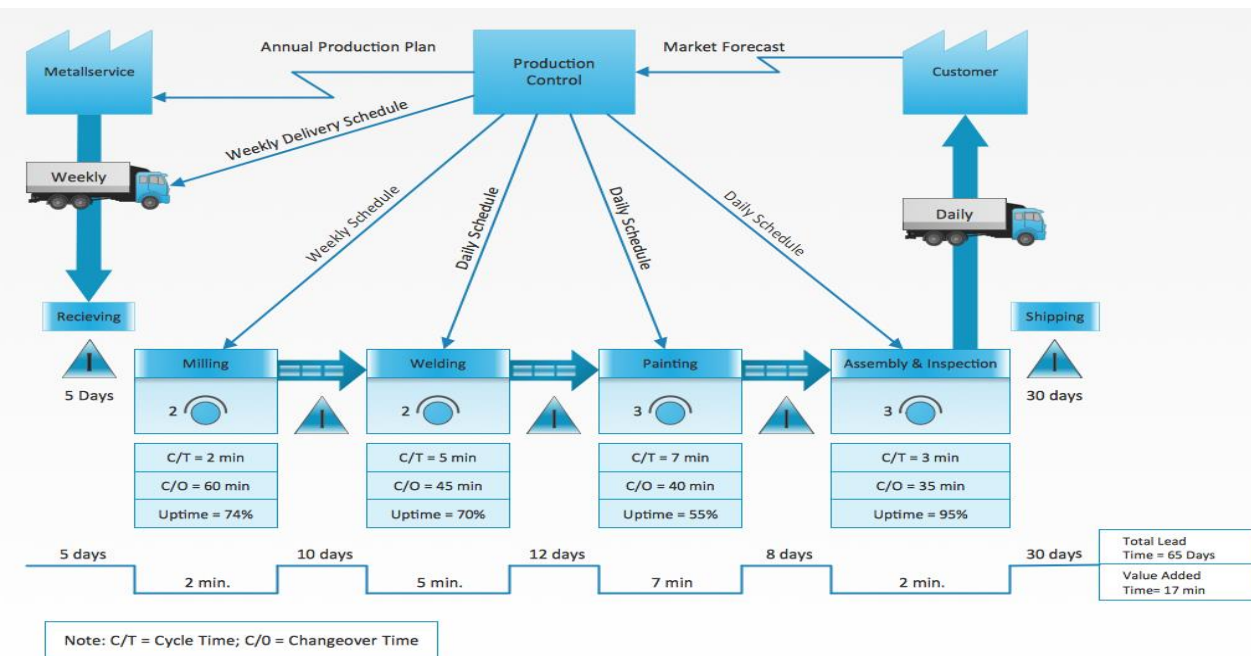 Metallservice
Annual Production Plan
Production
Control
Market Forecast
Customer
Weekly Delivery Schedule
Weekly
Weekly Schedule
Daily Schedule
Daily Schedule
Daily Schedule
Daily
Recieving
I
5 Days
Shipping
I
30 days
Milling
Welding
Painting
Assembly & Inspection
2
I
2
I
3
I
3
C/T = 2 min
C/O = 60 min
Uptime = 74%
C/T = 5 min
C/O = 45 min
Uptime = 70%
C/T = 7 min
C/O = 40 min
Uptime = 55%
C/T = 3 min
C/O = 35 min
Uptime = 95%
5 days
2 min.
10 days
5 min.
12 days
7 min
8 days
2 min.
30 days
Total Lead
Time = 65 Days
Value Added
Time= 17 min
Note: C/T = Cycle Time; C/0 = Changeover Time